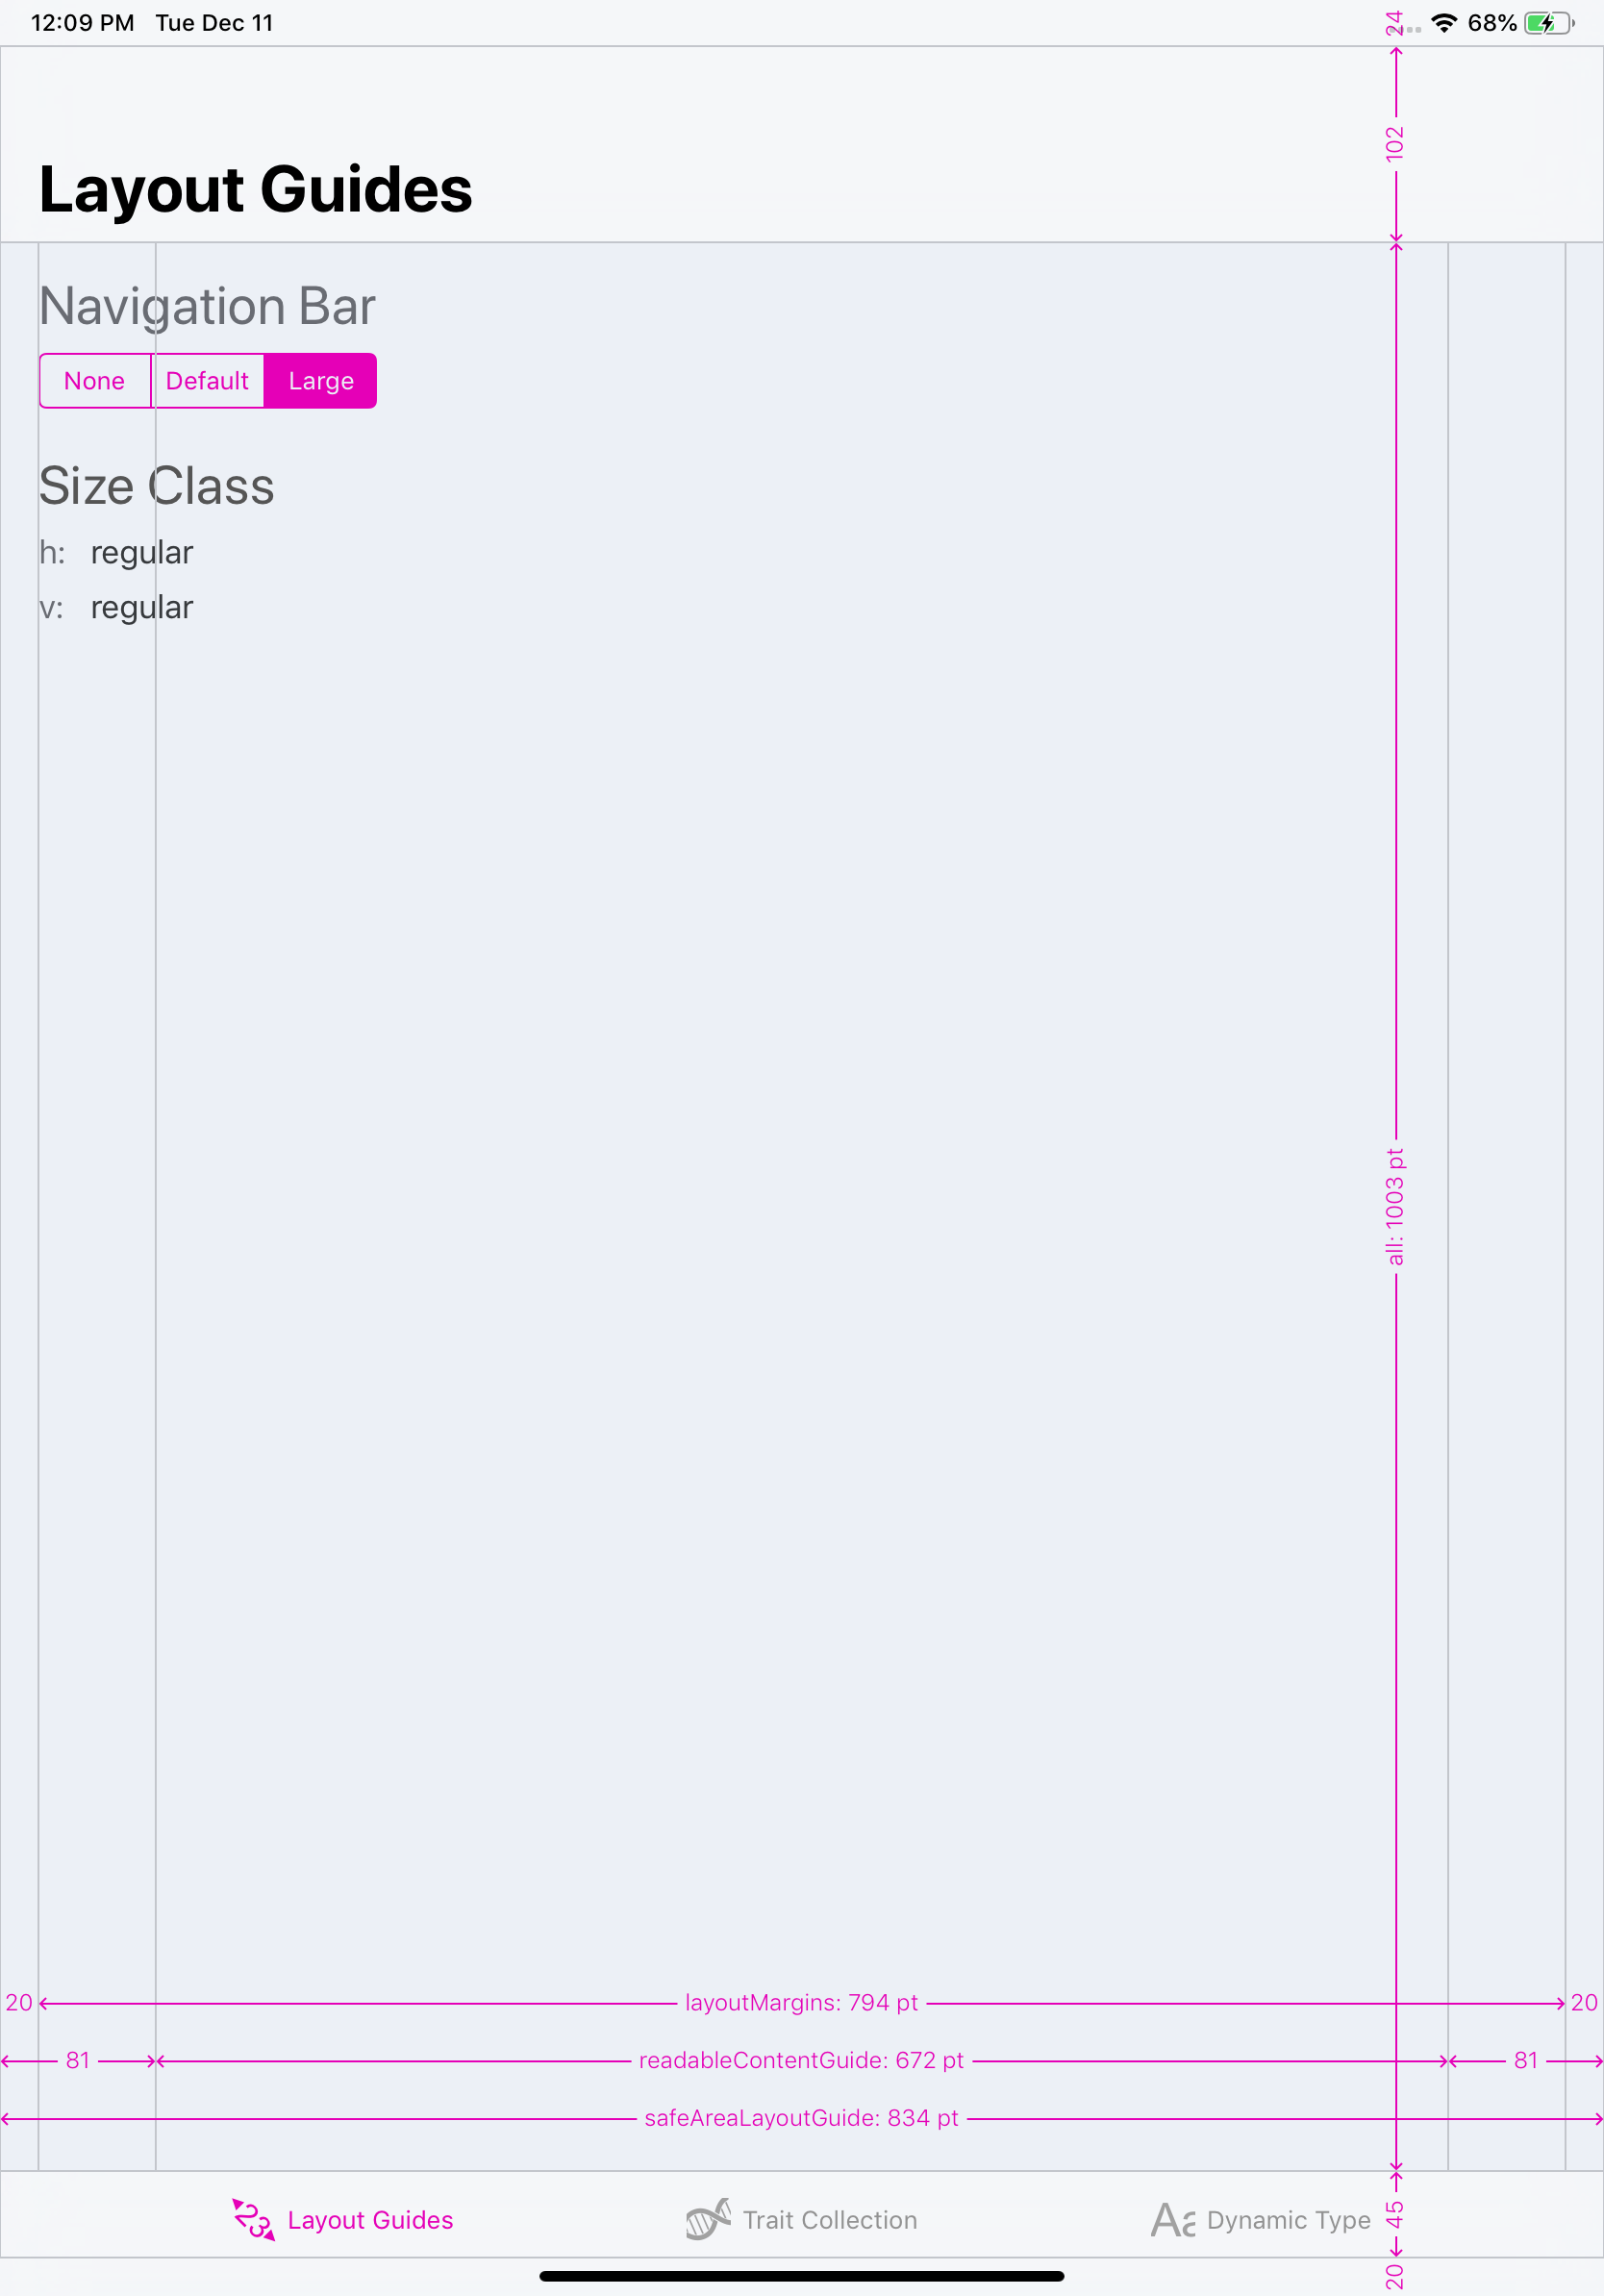 12:09 PM Tue Dec 11
24
68%
102
Layout Guides
Navigation Bar
None Default Large
Size Class
h: regular
v: regular
all: 1003 pt
20 layoutMargins: 794 pt 20
81 readableContentGuide: 672 pt 81
safeAreaLayoutGuide: 834 pt
23 Layout Guides Trait Collection Aa Dynamic Type
45
20